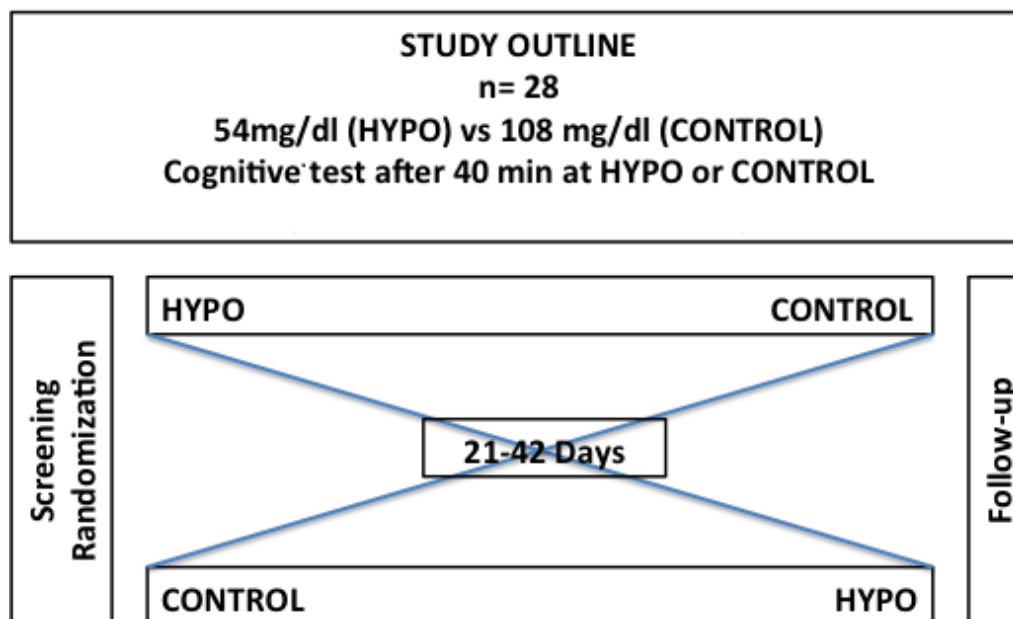 STUDY OUTLINE
n= 28
54mg/dl (HYPO) vs 108 mg/dl (CONTROL)
Cognitive test after 40 min at HYPO or CONTROL
Screening
Randomization
HYPO
CONTROL
21-42 Days
CONTROL
HYPO
Follow-up